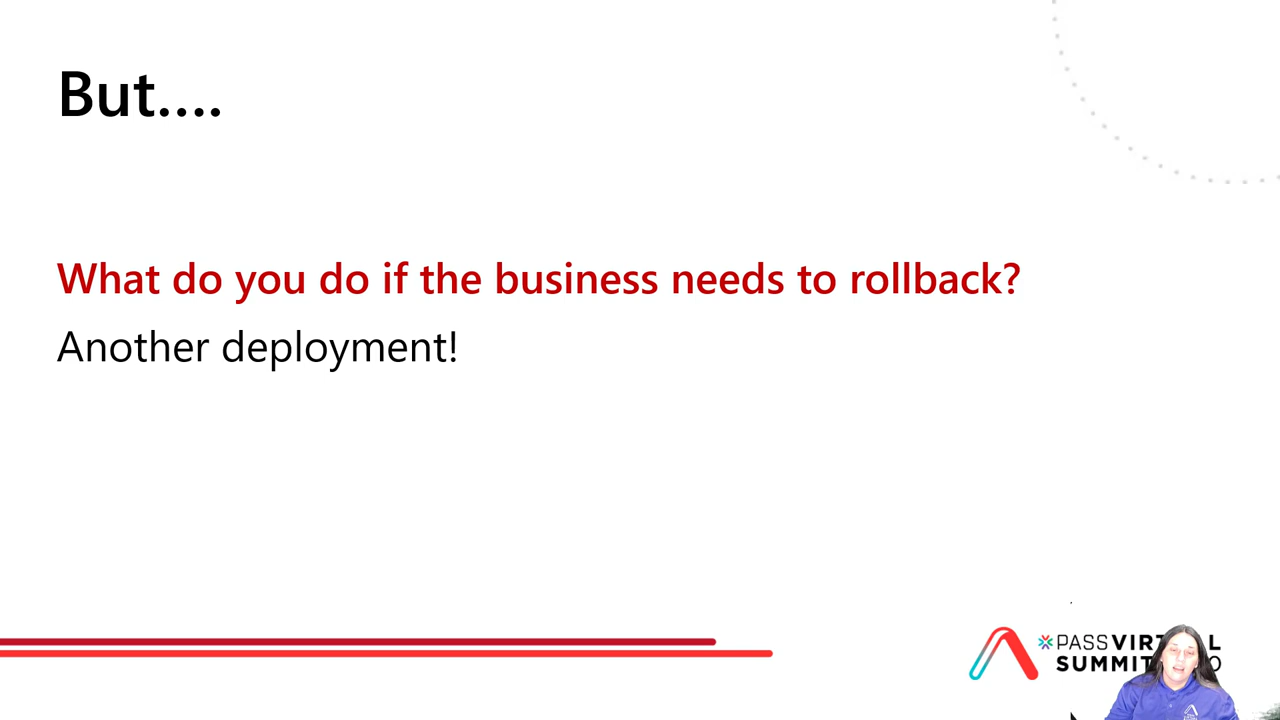 But....
What do you do if the business needs to rollback?
Another deployment!
PASS
SUMMIT